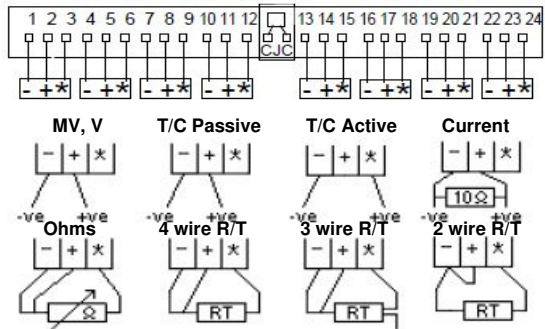 1 2 3 4 5 6 7 8 9 10 11 12 13 14 15 16 17 18 19 20 21 22 23 24
CJC
- + * - + * - + * - + * - + * - + * - + * - + *
MV, V T/C Passive T/C Active Current
- + * - + * - + * - + *
10Ω
-ve +ve -ve +ve -ve +ve -ve +ve
Ohms 4 wire R/T 3 wire R/T 2 wire R/T
- + * - + * - + * - + *
Ω RT RT RT